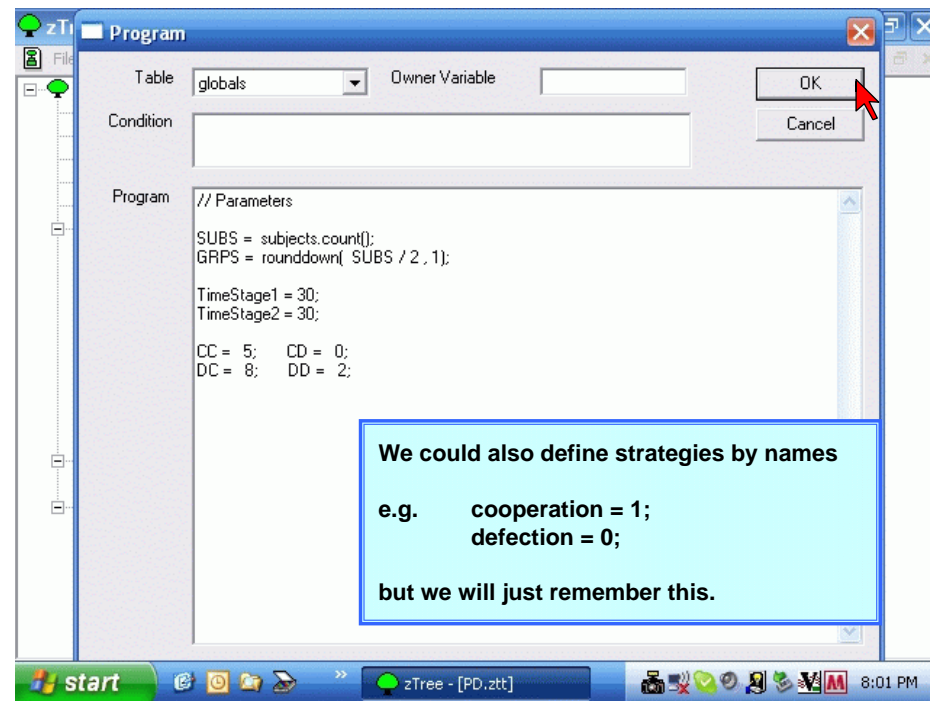 zTr
Program
File
Table
globals
Owner Variable
OK
Condition
Cancel
Program
// Parameters
SUBS = subjects.count();
GRPS = rounddown( SUBS / 2 , 1);
TimeStage1 = 30;
TimeStage2 = 30;
CC = 5; CD = 0;
DC = 8; DD = 2;
We could also define strategies by names
e.g. cooperation = 1;
defection = 0;
but we will just remember this.
start
zTree - [PD.ztt]
8:01 PM